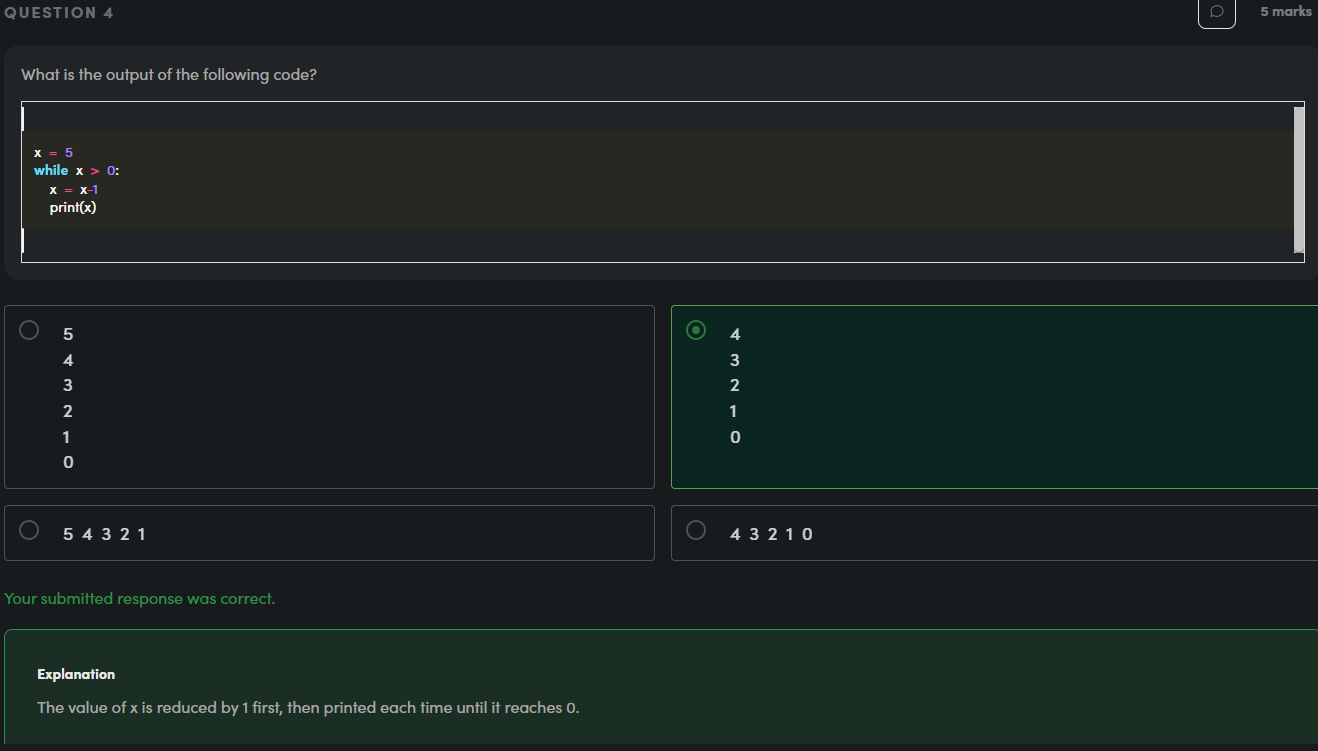 QUESTION 4
5 marks
What is the output of the following code?
x = 5
while x > 0:
x = x-1
print(x)
5
4
3
2
1
0
4
3
2
1
0
5 4 3 2 1
4 3 2 1 0
Your submitted response was correct.
Explanation
The value of x is reduced by 1 first, then printed each time until it reaches 0.